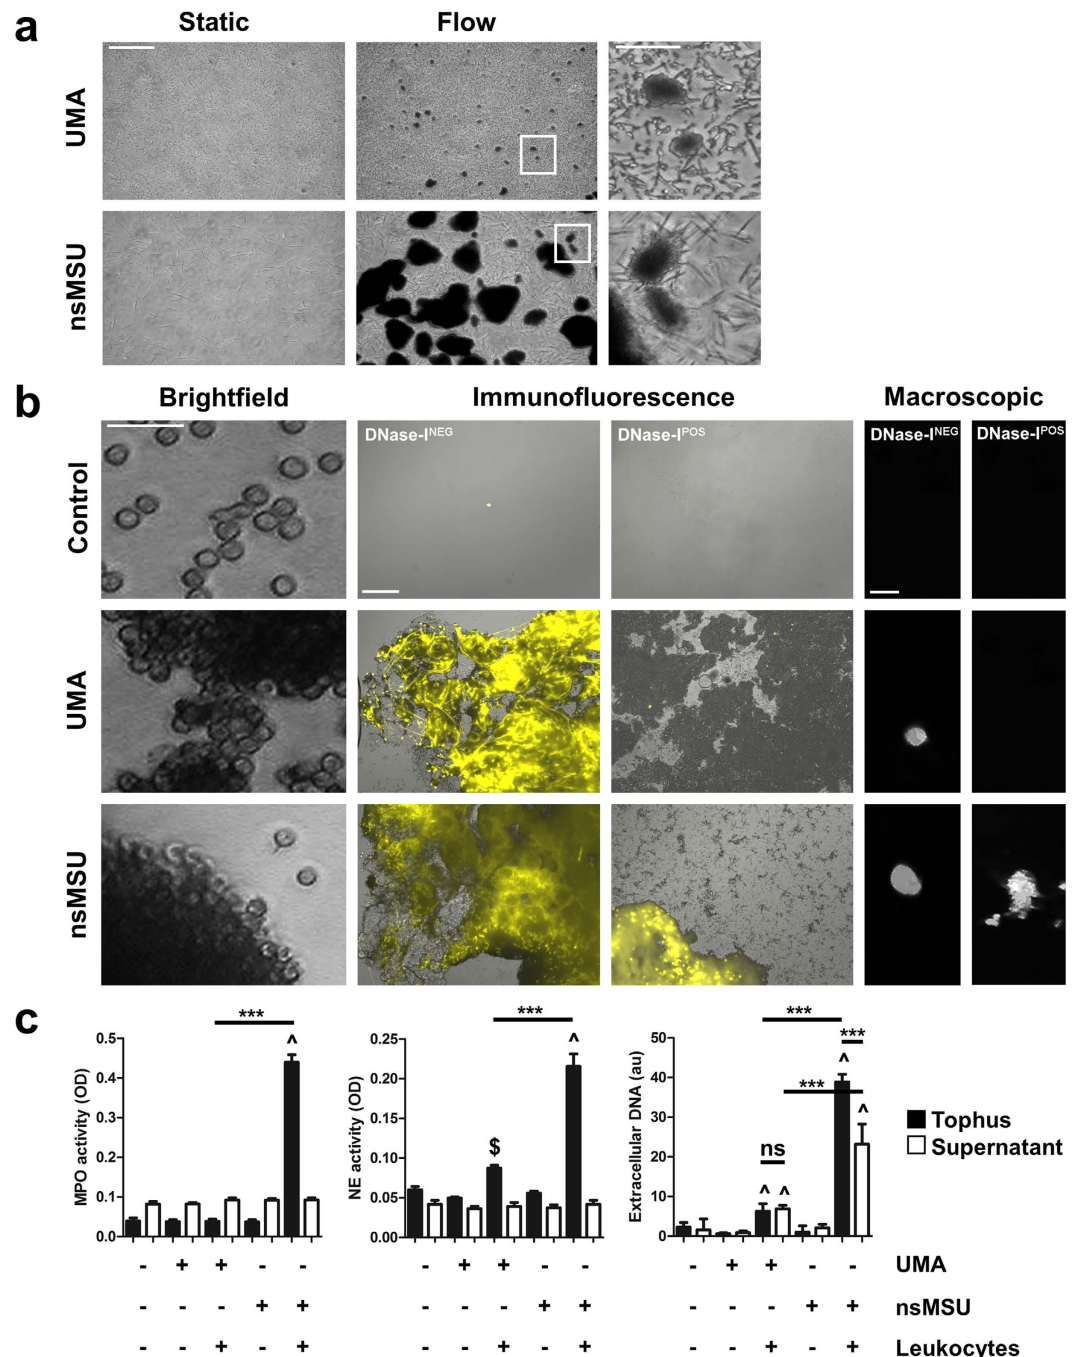 a
Static Flow
UMA
nsMSU
b
Brightfield Immunofluorescence Macroscopic
Control
DNase-I^NEG DNase-I^POS DNase-I^NEG DNase-I^POS
UMA
nsMSU
c
MPO activity (OD)
0.5
0.4
0.3
0.2
0.1
0.0
***
^
NE activity (OD)
0.25
0.20
0.15
0.10
0.05
0.00
***
$
^
Extracellular DNA (au)
50
40
30
20
10
0
***
***
***
ns
^ ^ ^ ^
Tophus
Supernatant
- + + - - - + + - - - + + - - UMA
- - - + + - - - + + - - - + + nsMSU
- - + - + - - + - + - - + - + Leukocytes